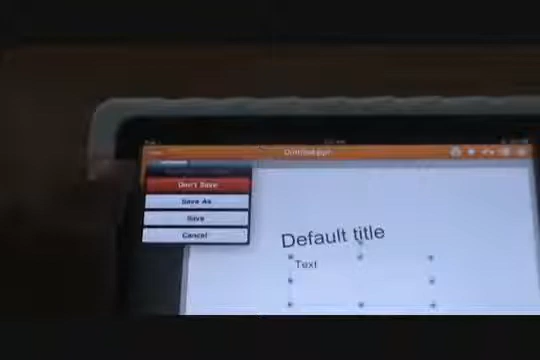 Don't Save
Save As
Save
Cancel
Default title
Text